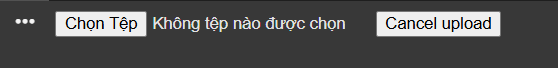 ••• Chọn Tệp Không tệp nào được chọn Cancel upload